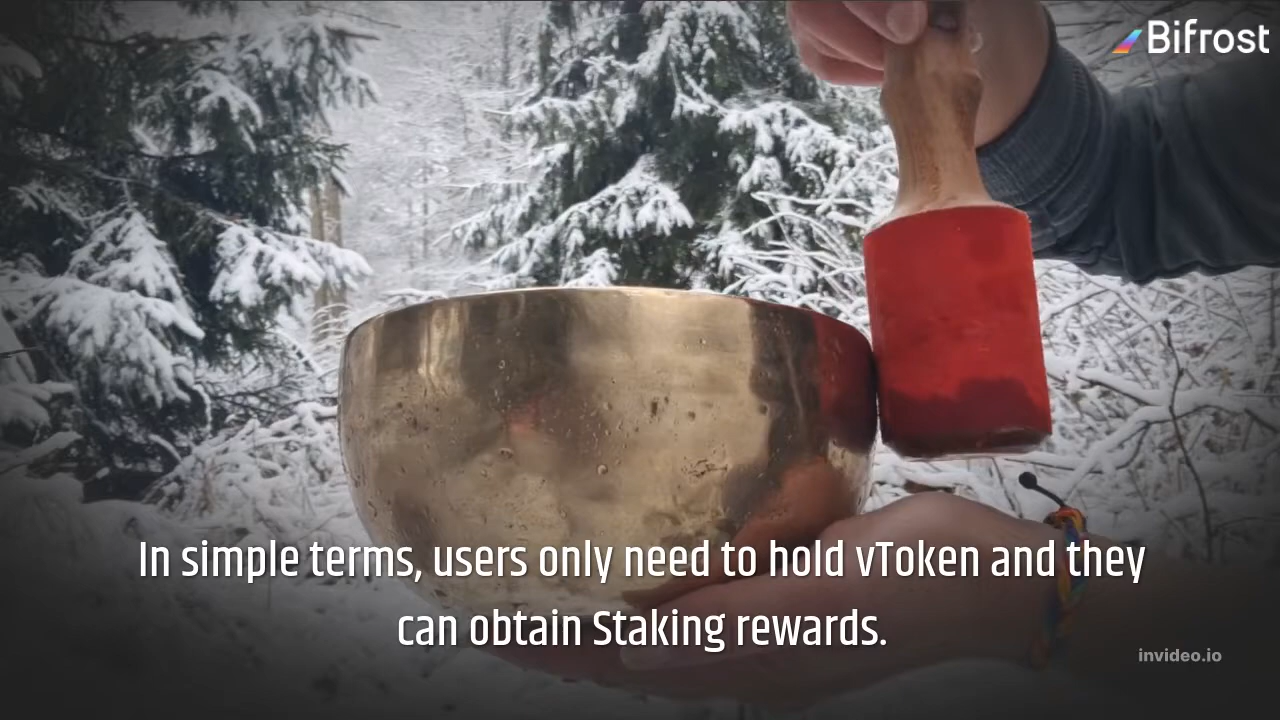 Bifrost
In simple terms, users only need to hold vToken and they
can obtain Staking rewards.
invideo.io